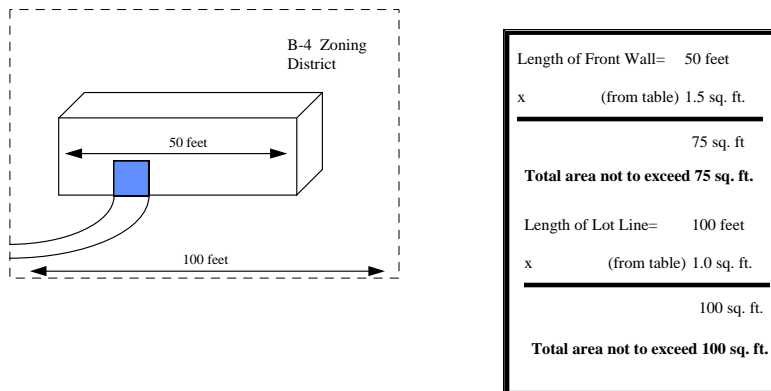 B-4 Zoning
District
50 feet
100 feet
Length of Front Wall= 50 feet
x (from table) 1.5 sq. ft.
75 sq. ft
Total area not to exceed 75 sq. ft.
Length of Lot Line= 100 feet
x (from table) 1.0 sq. ft.
100 sq. ft.
Total area not to exceed 100 sq. ft.